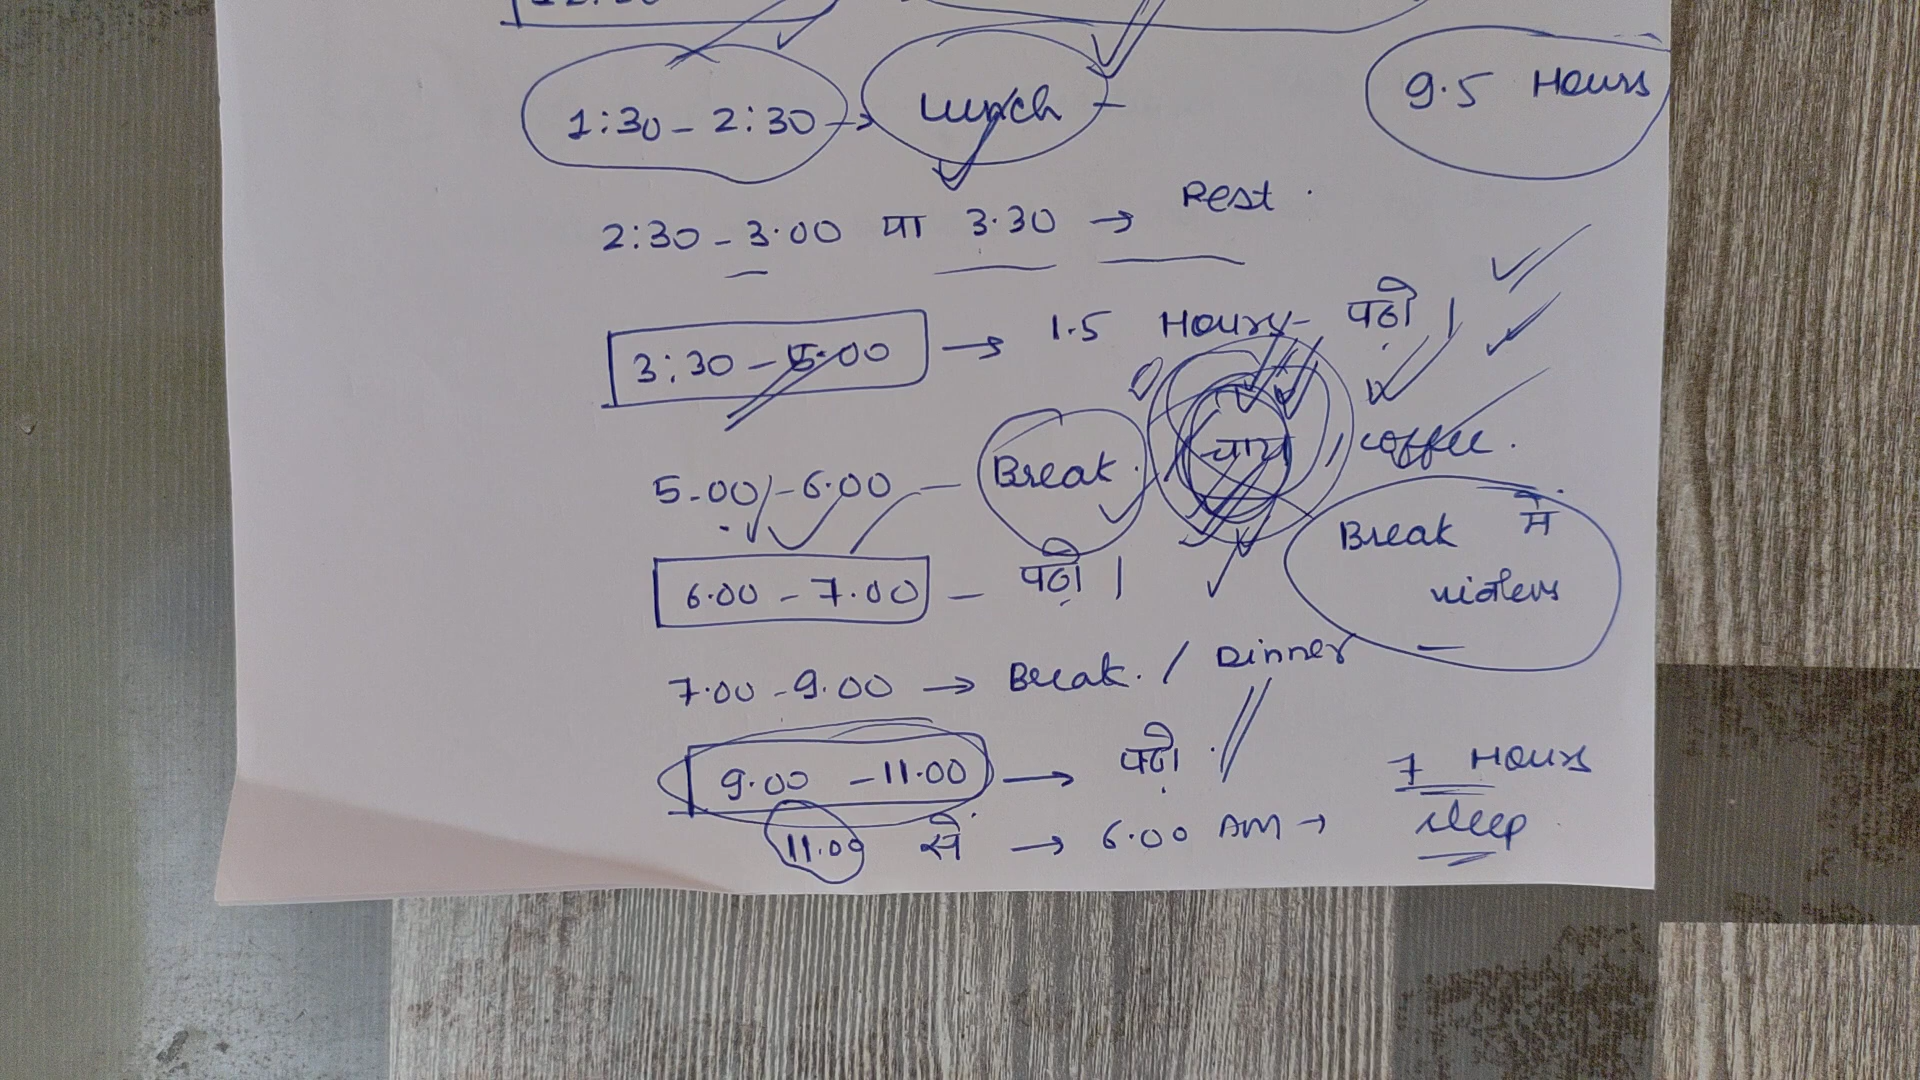 1:30 - 2:30 → Lunch -
9.5 Hours
2:30 - 3.00 या 3.30 → Rest.
3:30 - 5.00 → 1.5 Hours - पढो।
5.00 - 6.00 - Break. चाय / coffee.
Break में
6.00 - 7.00 - पढो।
7.00 - 9.00 → Break. / Dinner
9.00 - 11.00 → पढो।
11.00 से → 6.00 AM → 7 Hours
sleep